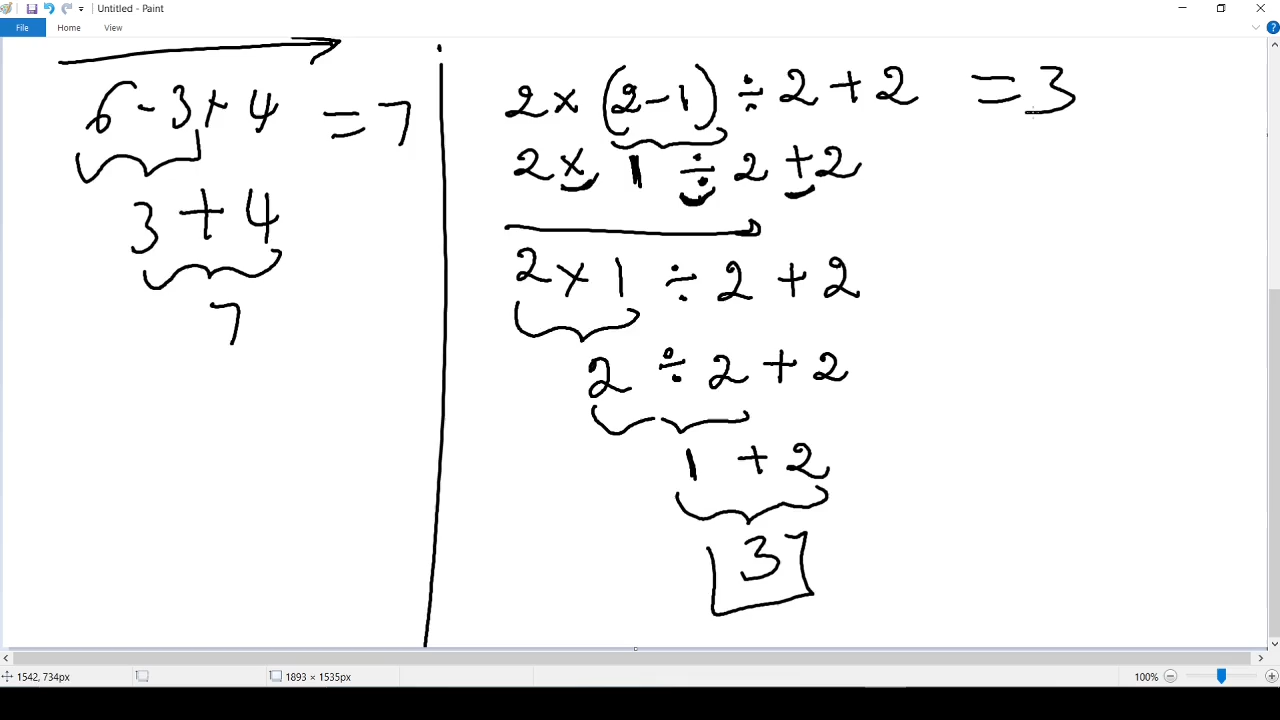 Untitled - Paint
File Home View
6 - 3 + 4 = 7
3 + 4
7
2 × (2 - 1) ÷ 2 + 2 = 3
2 × 1 ÷ 2 + 2
2 × 1 ÷ 2 + 2
2 ÷ 2 + 2
1 + 2
3
1542, 734px
1893 × 1535px
100%